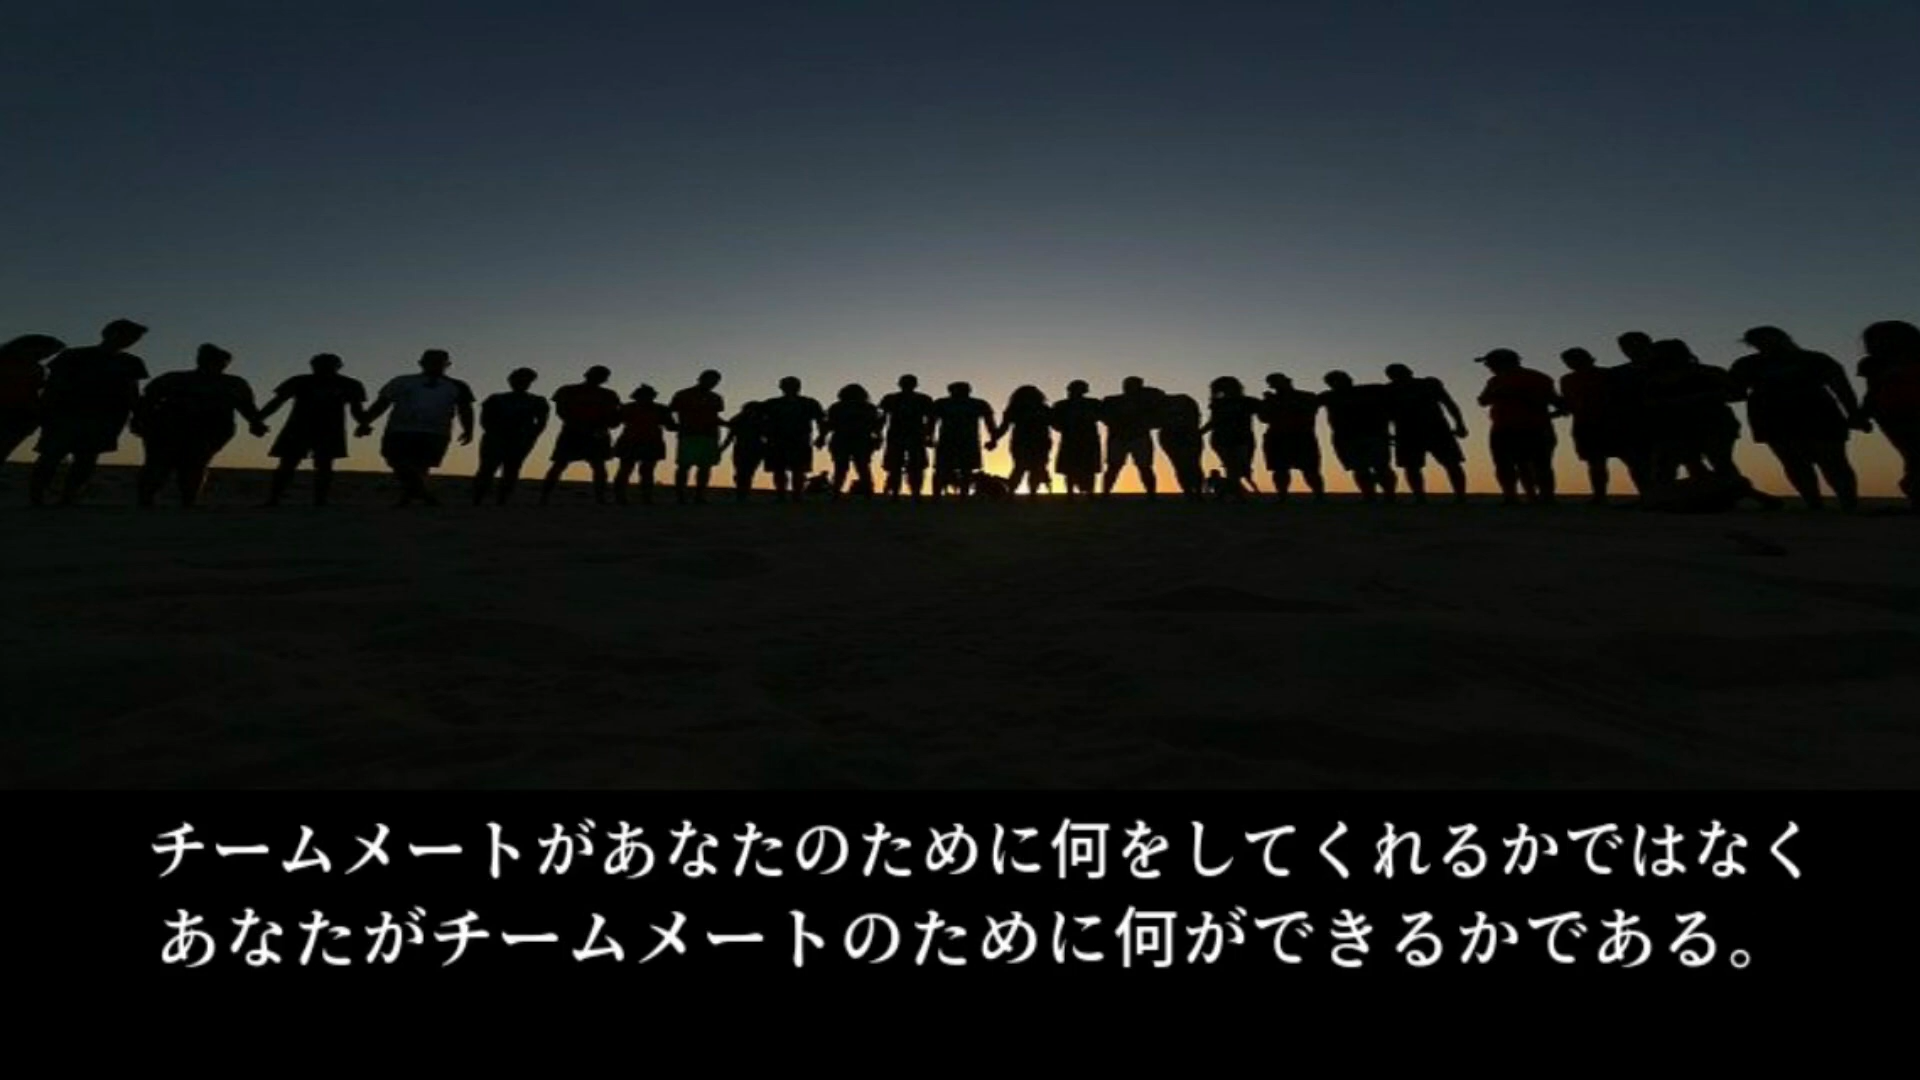 チームメートがあなたのために何をしてくれるかではなく
あなたがチームメートのために何ができるかである。